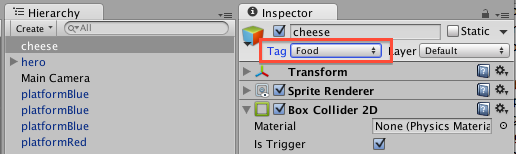 Hierarchy
Create All
cheese
hero
Main Camera
platformBlue
platformBlue
platformBlue
platformRed
Inspector
cheese Static
Tag Food Layer Default
Transform
Sprite Renderer
Box Collider 2D
Material None (Physics Materia
Is Trigger